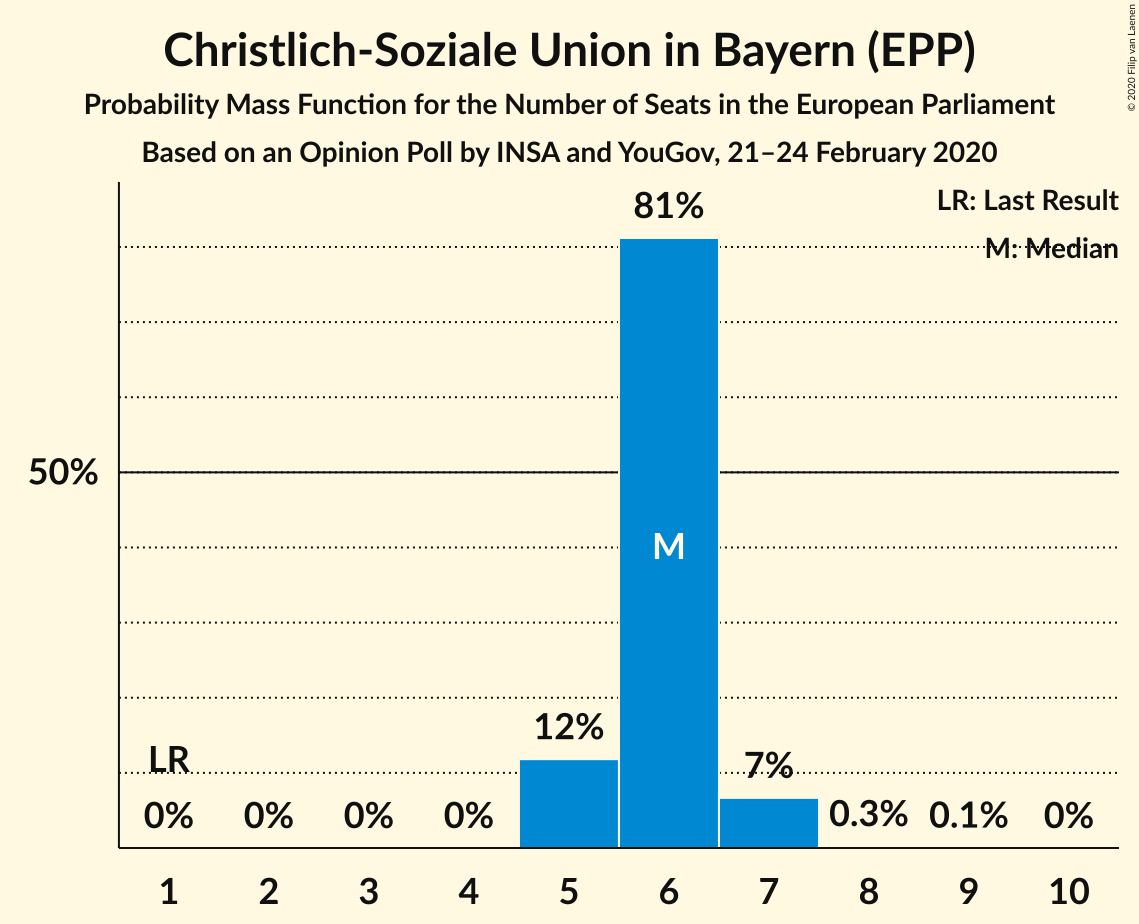 Christlich-Soziale Union in Bayern (EPP)
Probability Mass Function for the Number of Seats in the European Parliament
Based on an Opinion Poll by INSA and YouGov, 21–24 February 2020
© 2020 Filip van Laenen
LR: Last Result
M: Median
81%
50%
M
12%
LR
7%
0% 0% 0% 0% 0.3% 0.1% 0%
1 2 3 4 5 6 7 8 9 10